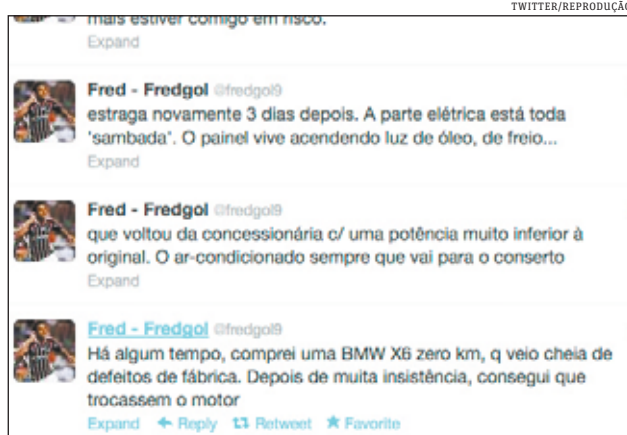 TWITTER/REPRODUÇÃO
mais estiver comigo em risco.
Expand
Fred - Fredgol @fredgol9
estraga novamente 3 dias depois. A parte elétrica está toda
'sambada'. O painel vive acendendo luz de óleo, de freio...
Expand
Fred - Fredgol @fredgol9
que voltou da concessionária c/ uma potência muito inferior à
original. O ar-condicionado sempre que vai para o conserto
Expand
Fred - Fredgol @fredgol9
Há algum tempo, comprei uma BMW X6 zero km, q veio cheia de
defeitos de fábrica. Depois de muita insistência, consegui que
trocassem o motor
Expand Reply Retweet Favorite